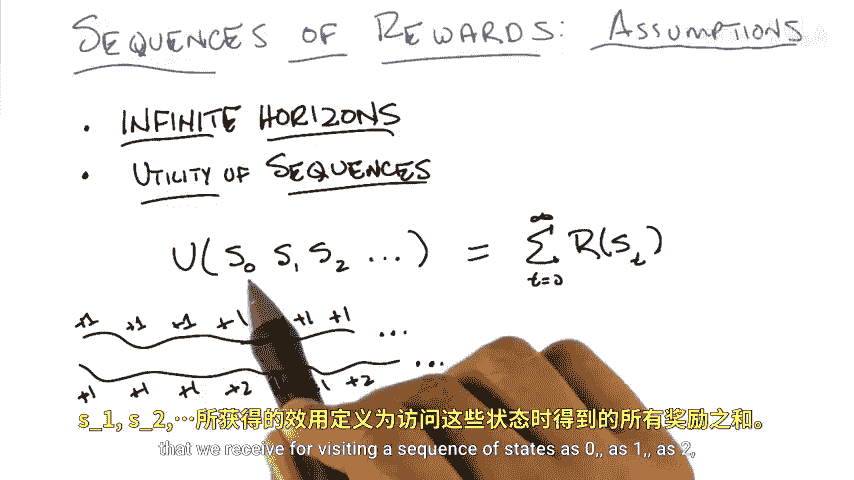 SEQUENCES OF REWARDS: ASSUMPTIONS
• INFINITE HORIZONS
• UTILITY OF SEQUENCES
U(S₀ S₁ S₂ ...) = ∑_{t=0}^{∞} R(S_t)
+1 +1 +1 +1 +1 +1 ...
...
+1 +1 +1 +2 1 +2
s_1, s_2,…所获得的效用定义为访问这些状态时得到的所有奖励之和。
that we receive for visiting a sequence of states as 0,, as 1,, as 2,